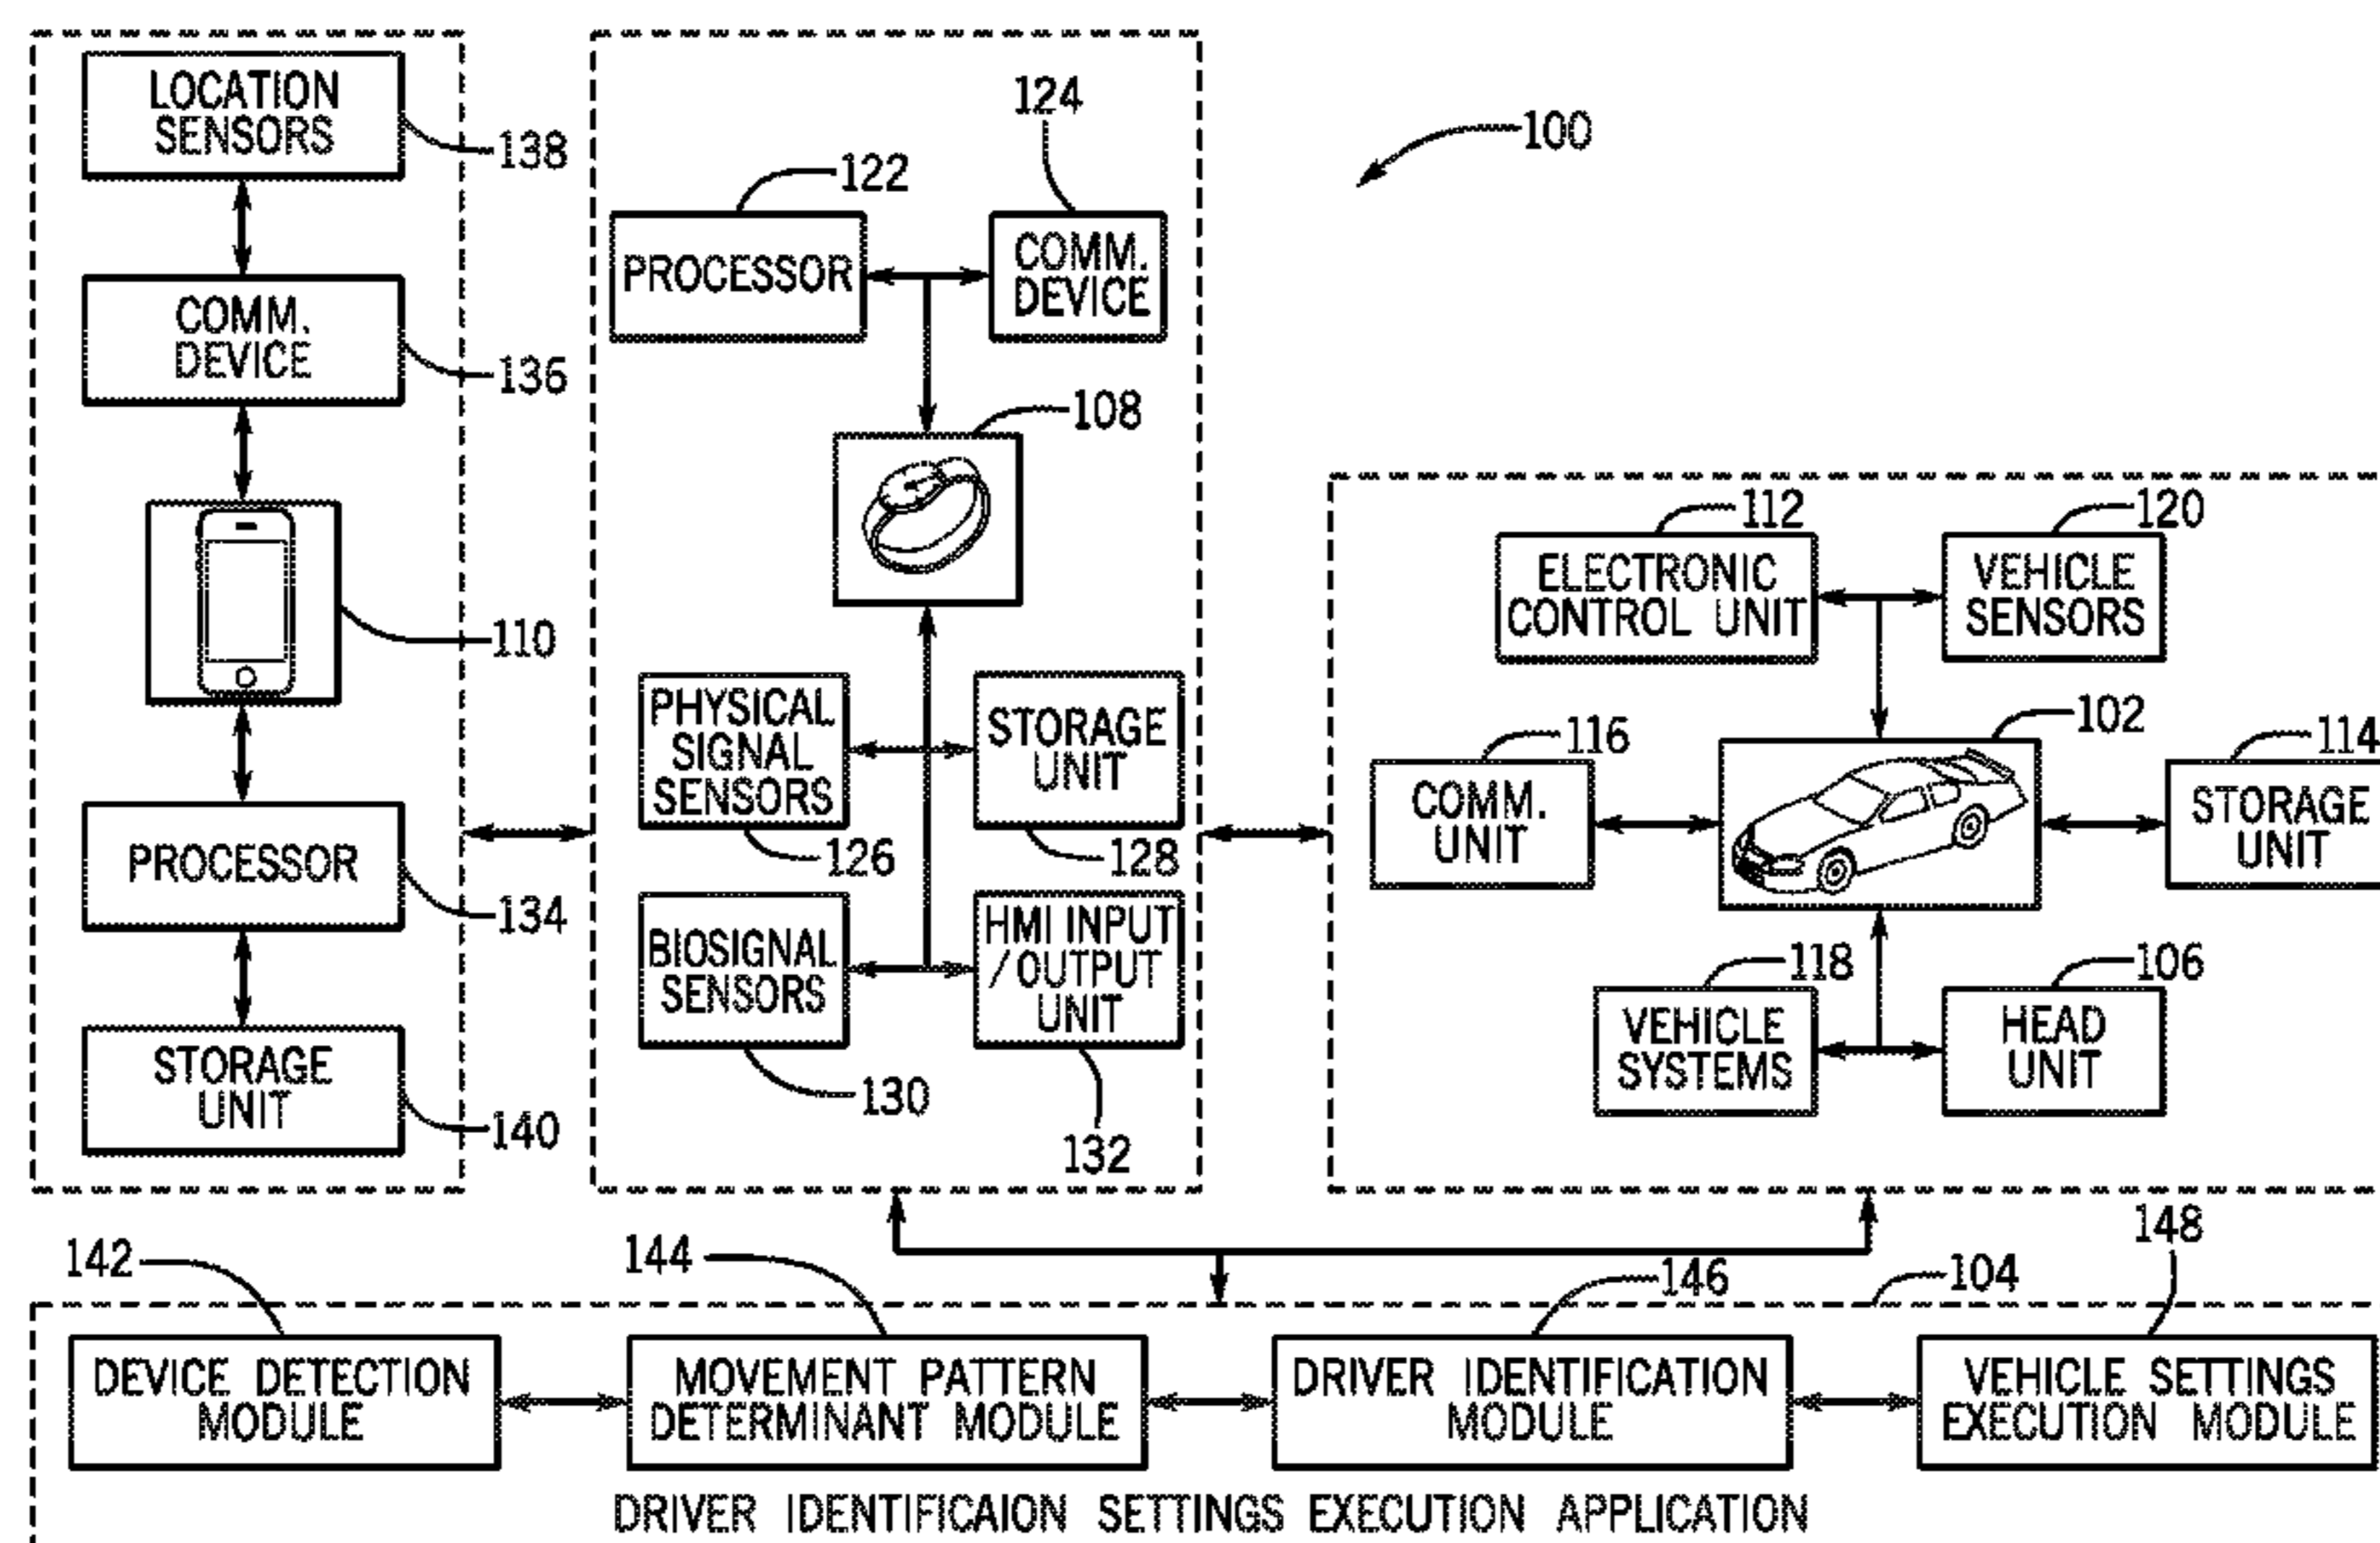 LOCATION
SENSORS
138
COMM.
DEVICE
136
110
PROCESSOR
134
STORAGE
UNIT
140
122
124
PROCESSOR
COMM.
DEVICE
108
PHYSICAL
SIGNAL
SENSORS
126
STORAGE
UNIT
128
BIOSIGNAL
SENSORS
130
HMI INPUT
/OUTPUT
UNIT
132
100
112
ELECTRONIC
CONTROL UNIT
120
VEHICLE
SENSORS
102
116
COMM.
UNIT
114
STORAGE
UNIT
118
VEHICLE
SYSTEMS
106
HEAD
UNIT
104
142
DEVICE DETECTION
MODULE
144
MOVEMENT PATTERN
DETERMINANT MODULE
146
DRIVER IDENTIFICATION
MODULE
148
VEHICLE SETTINGS
EXECUTION MODULE
DRIVER IDENTIFICAION SETTINGS EXECUTION APPLICATION